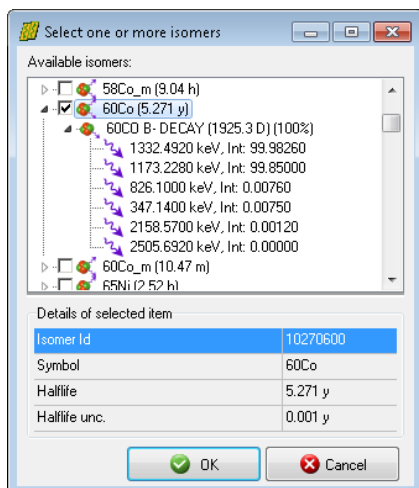 Select one or more isomers
Available isomers:
58Co_m (9.04 h)
60Co (5.271 y)
60CO B- DECAY (1925.3 D) (100%)
1332.4920 keV, Int: 99.98260
1173.2280 keV, Int: 99.85000
826.1000 keV, Int: 0.00760
347.1400 keV, Int: 0.00750
2158.5700 keV, Int: 0.00120
2505.6920 keV, Int: 0.00000
60Co_m (10.47 m)
65Ni (2.52 h)
Details of selected item
Isomer Id 10270600
Symbol 60Co
Halflife 5.271 y
Halflife unc. 0.001 y
OK Cancel